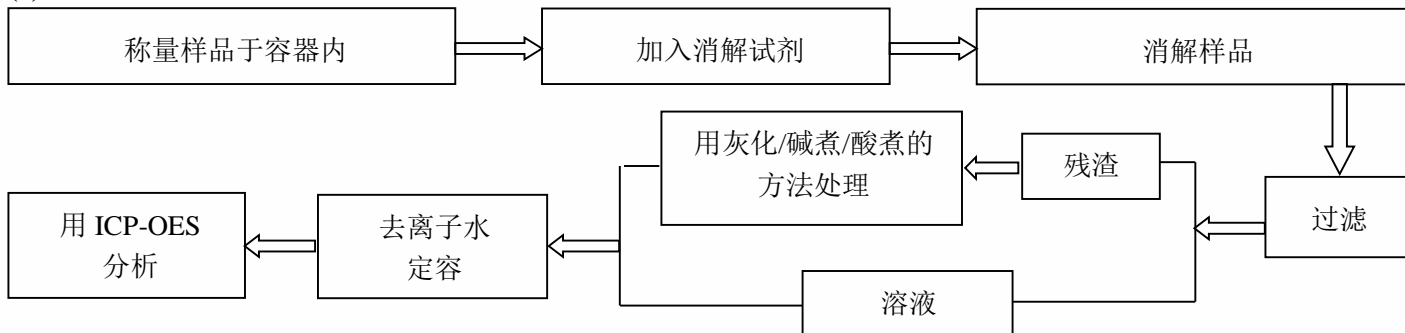 称量样品于容器内
加入消解试剂
消解样品
过滤
残渣
用灰化/碱煮/酸煮的
方法处理
溶液
去离子水
定容
用 ICP-OES
分析